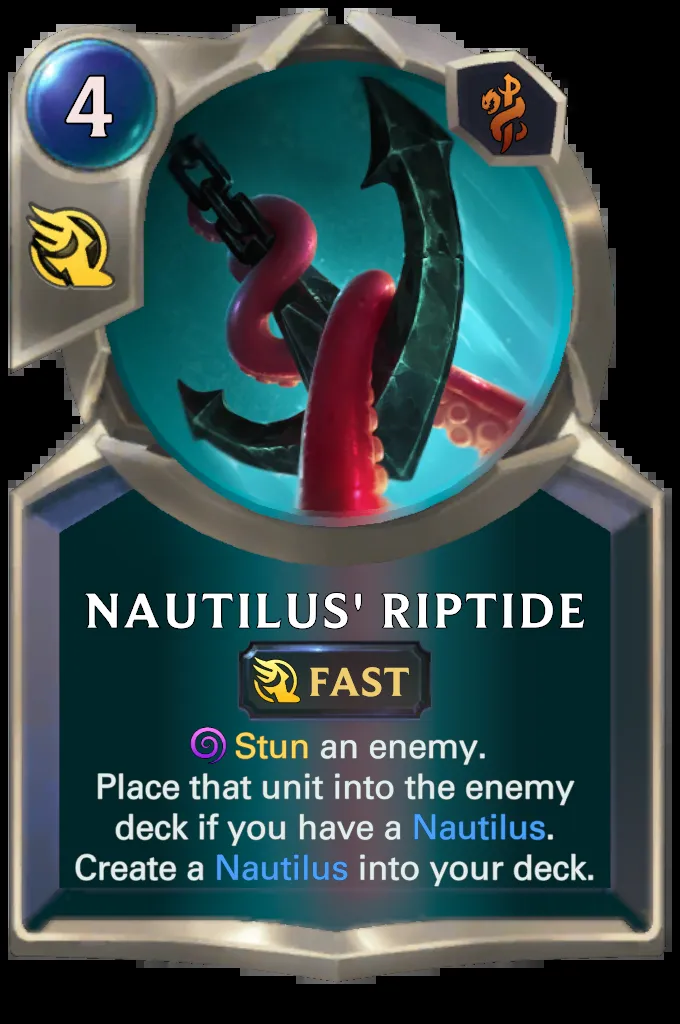 4
NAUTILUS' RIPTIDE
FAST
Stun an enemy.
Place that unit into the enemy
deck if you have a Nautilus.
Create a Nautilus into your deck.